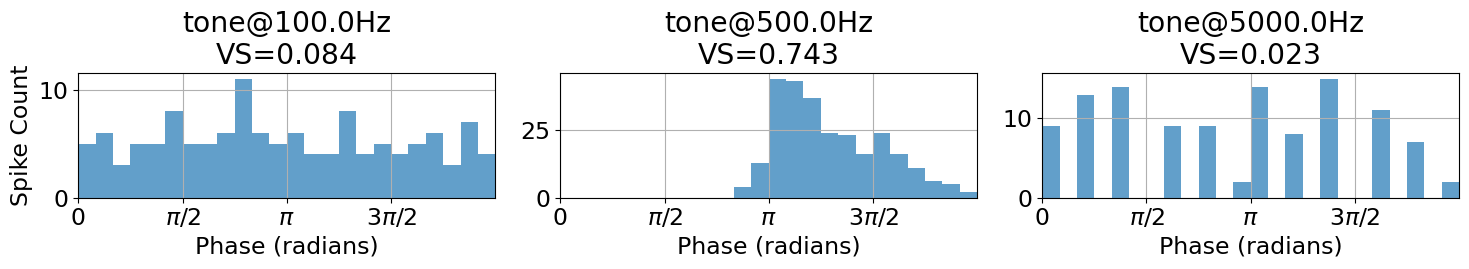 tone@100.0Hz
VS=0.084
Spike Count
10
0
0
π/2
π
3π/2
Phase (radians)
tone@500.0Hz
VS=0.743
25
0
0
π/2
π
3π/2
Phase (radians)
tone@5000.0Hz
VS=0.023
10
0
0
π/2
π
3π/2
Phase (radians)